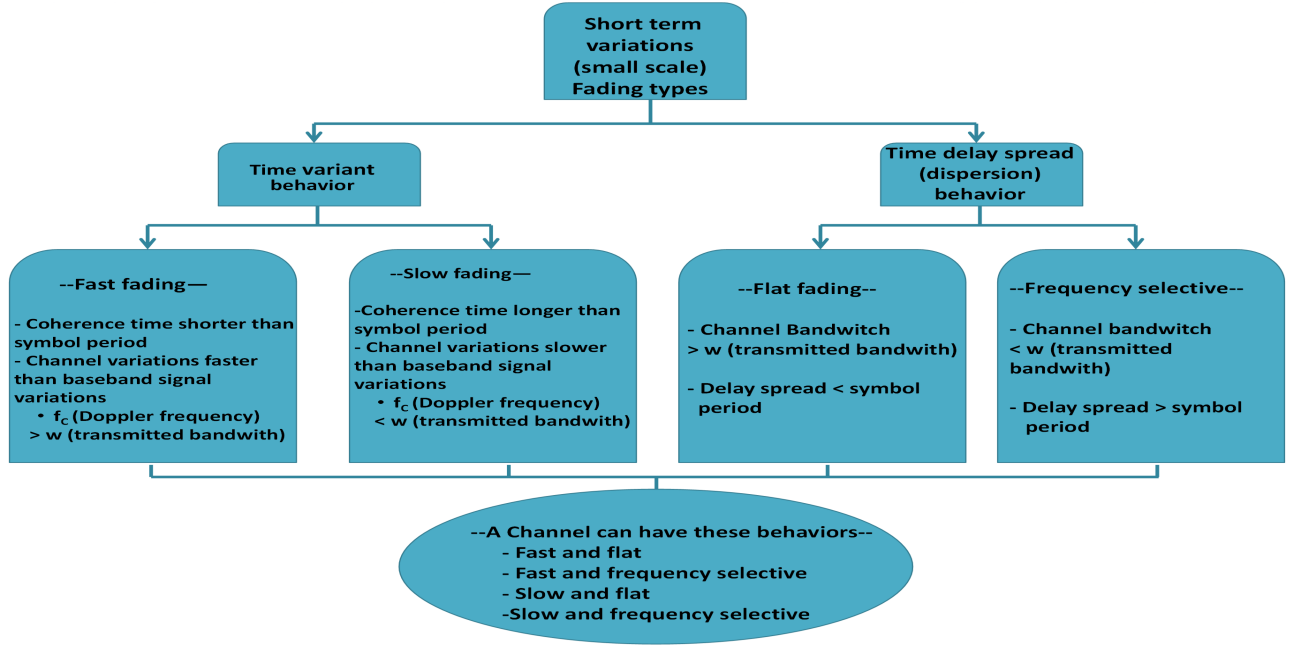 Short term
variations
(small scale)
Fading types
Time variant
behavior
Time delay spread
(dispersion)
behavior
--Fast fading—
- Coherence time shorter than
symbol period
- Channel variations faster
than baseband signal
variations
• fC (Doppler frequency)
> w (transmitted bandwith)
--Slow fading—
-Coherence time longer than
symbol period
- Channel variations slower
than baseband signal
variations
• fC (Doppler frequency)
< w (transmitted bandwith)
--Flat fading--
- Channel Bandwitch
> w (transmitted bandwith)
- Delay spread < symbol
period
--Frequency selective--
- Channel bandwitch
< w (transmitted
bandwith)
- Delay spread > symbol
period
--A Channel can have these behaviors--
- Fast and flat
- Fast and frequency selective
- Slow and flat
-Slow and frequency selective